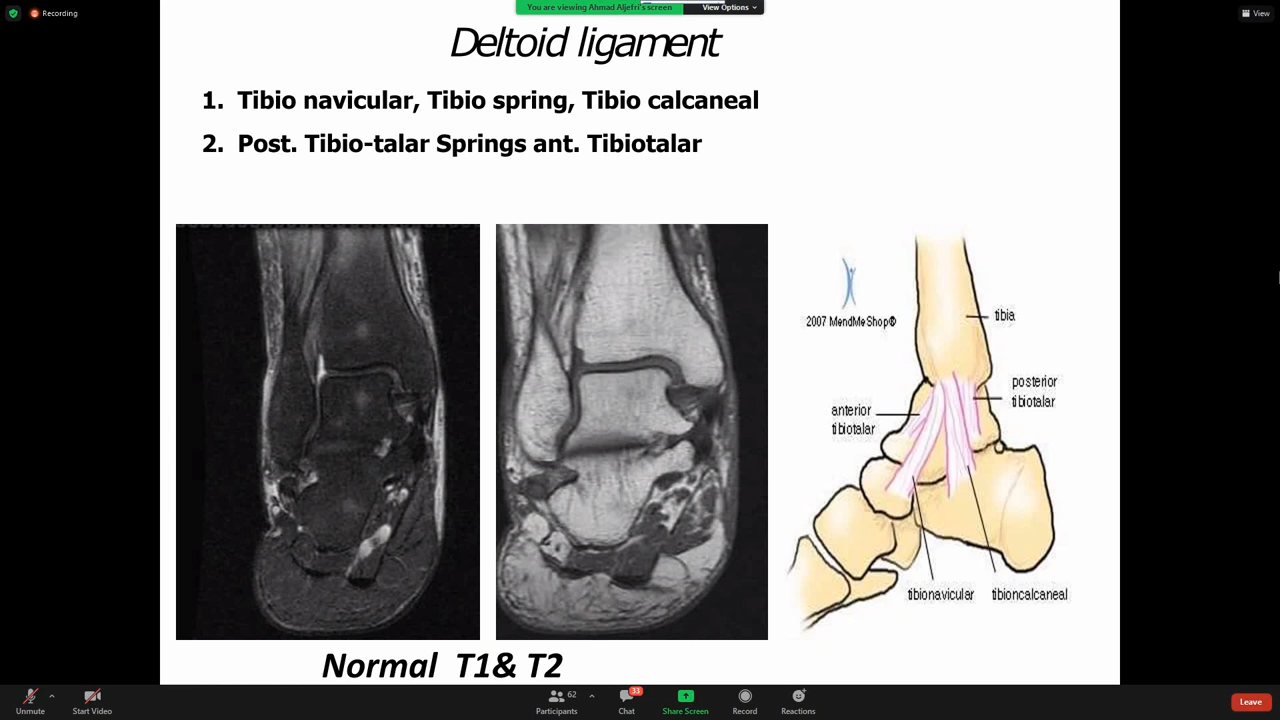 Recording
You are viewing Ahmad Aljefri's screen
View Options
View
Deltoid ligament
1. Tibio navicular, Tibio spring, Tibio calcaneal
2. Post. Tibio-talar Springs ant. Tibiotalar
2007 MendMeShop®
tibia
posterior
tibiotalar
anterior
tibiotalar
tibionavicular
tibioncalcaneal
Normal T1& T2
Unmute
Start Video
Participants
62
Chat
33
Share Screen
Record
Reactions
Leave